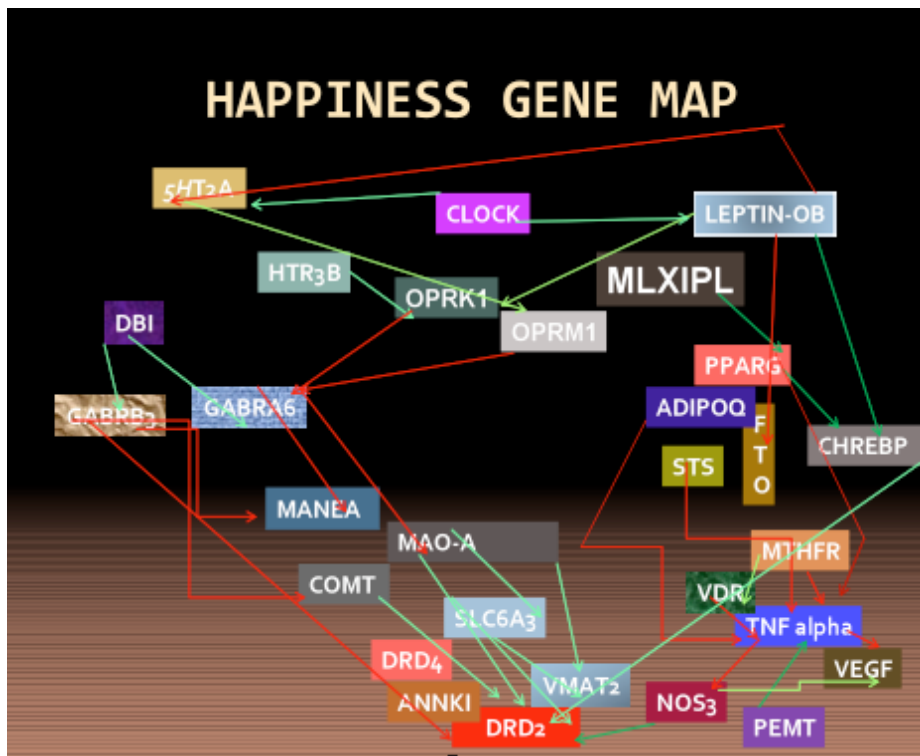 HAPPINESS GENE MAP
5HT2A
CLOCK
LEPTIN-OB
HTR3B
OPRK1
MLXIPL
OPRM1
DBI
PPARG
GABRB3
GABRA6
ADIPOQ
FTO
CHREBP
STS
MANEA
MAO-A
MTHFR
COMT
VDR
SLC6A3
TNF alpha
DRD4
VEGF
VMAT2
ANNKI
NOS3
DRD2
PEMT